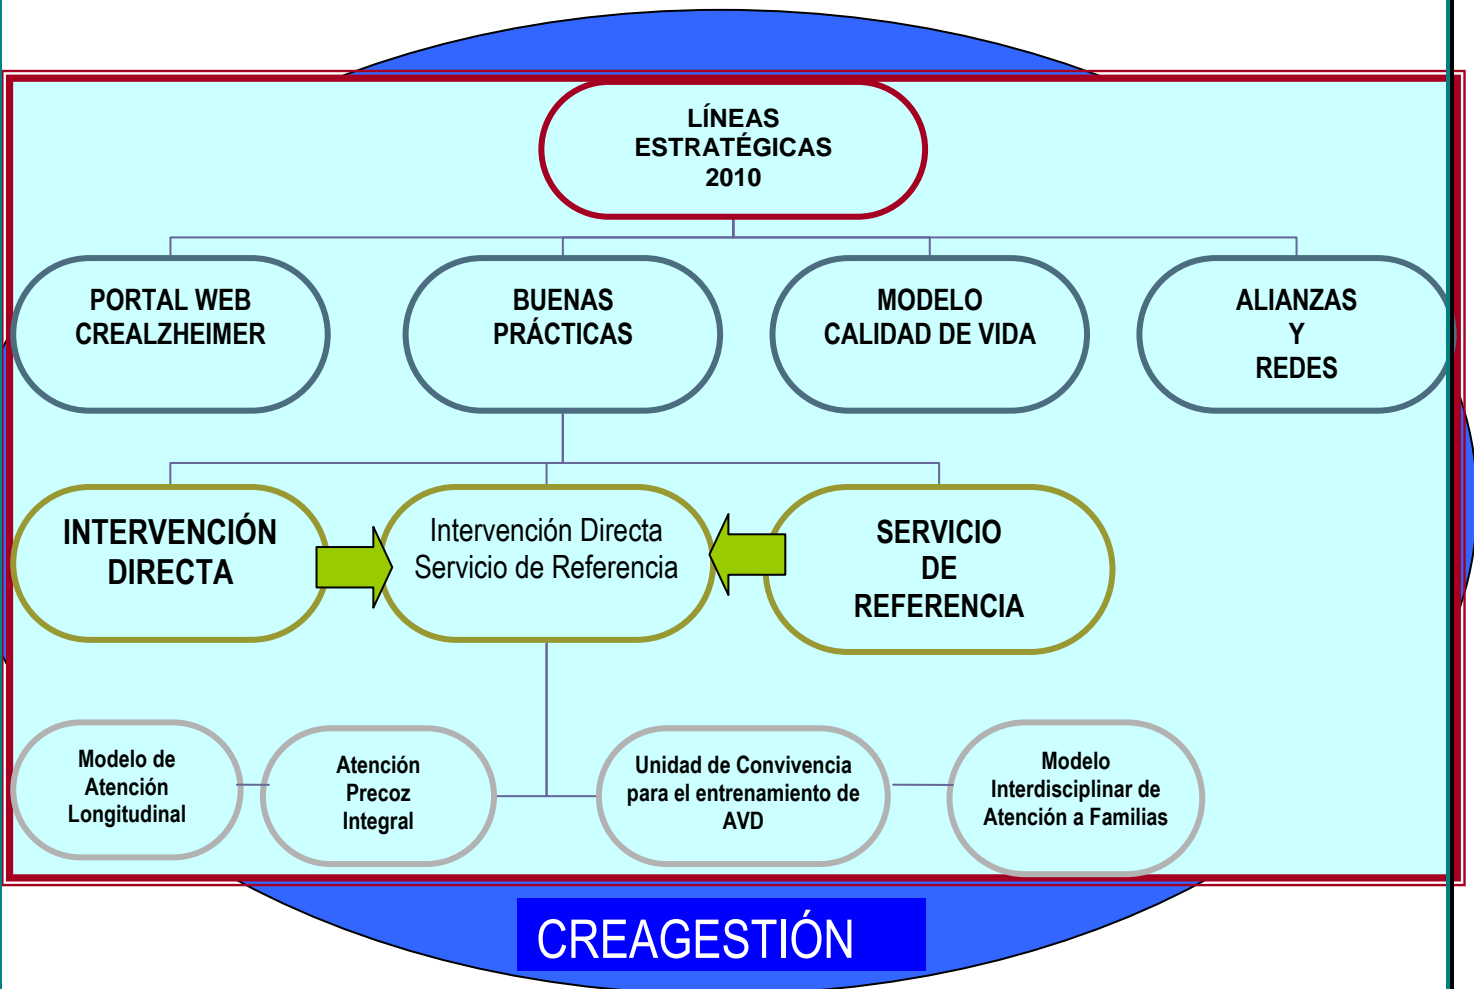 LÍNEAS
ESTRATÉGICAS
2010
PORTAL WEB
CREALZHEIMER
BUENAS
PRÁCTICAS
MODELO
CALIDAD DE VIDA
ALIANZAS
Y
REDES
INTERVENCIÓN
DIRECTA
Intervención Directa
Servicio de Referencia
SERVICIO
DE
REFERENCIA
Modelo de
Atención
Longitudinal
Atención
Precoz
Integral
Unidad de Convivencia
para el entrenamiento de
AVD
Modelo
Interdisciplinar de
Atención a Familias
CREAGESTIÓN